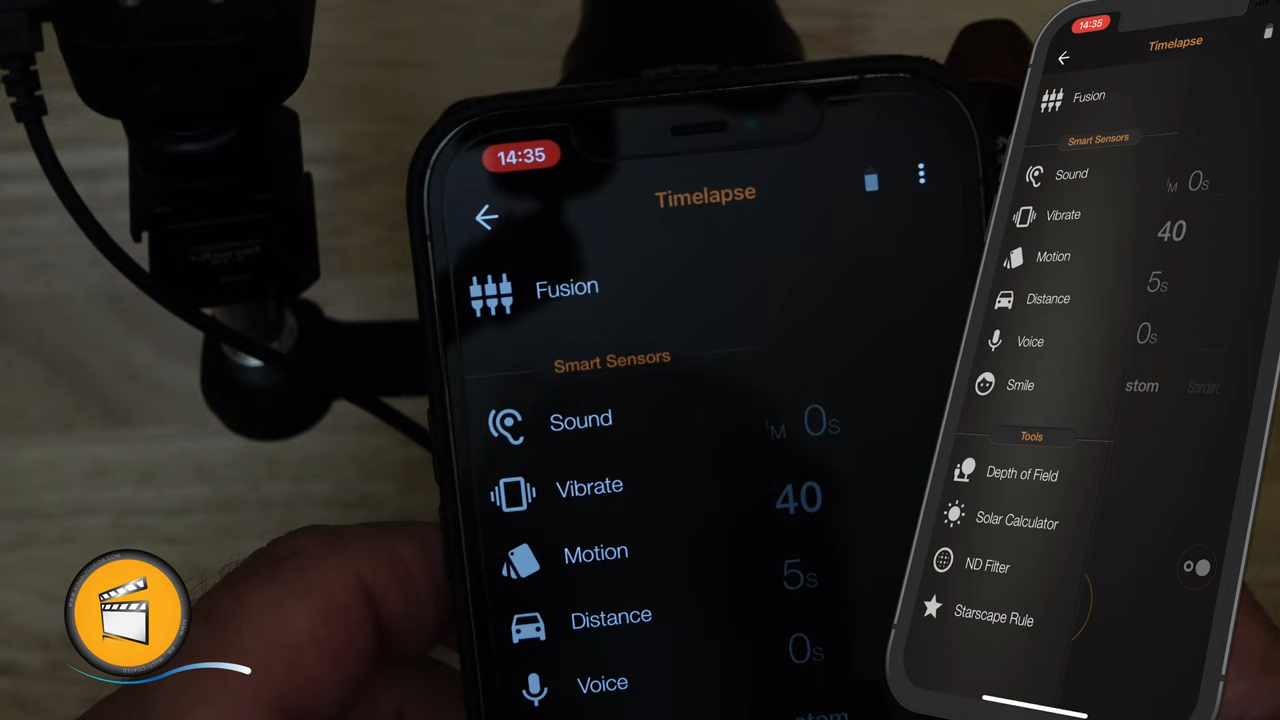 14:35
Timelapse
Fusion
Smart Sensors
Sound
M 0s
Vibrate
40
Motion
5s
Distance
0s
Voice
stom
14:35
Timelapse
Fusion
Smart Sensors
Sound
M 0s
Vibrate
40
Motion
5s
Distance
Voice
0s
Smile
stom Standart
Tools
Depth of Field
Solar Calculator
ND Filter
Starscape Rule